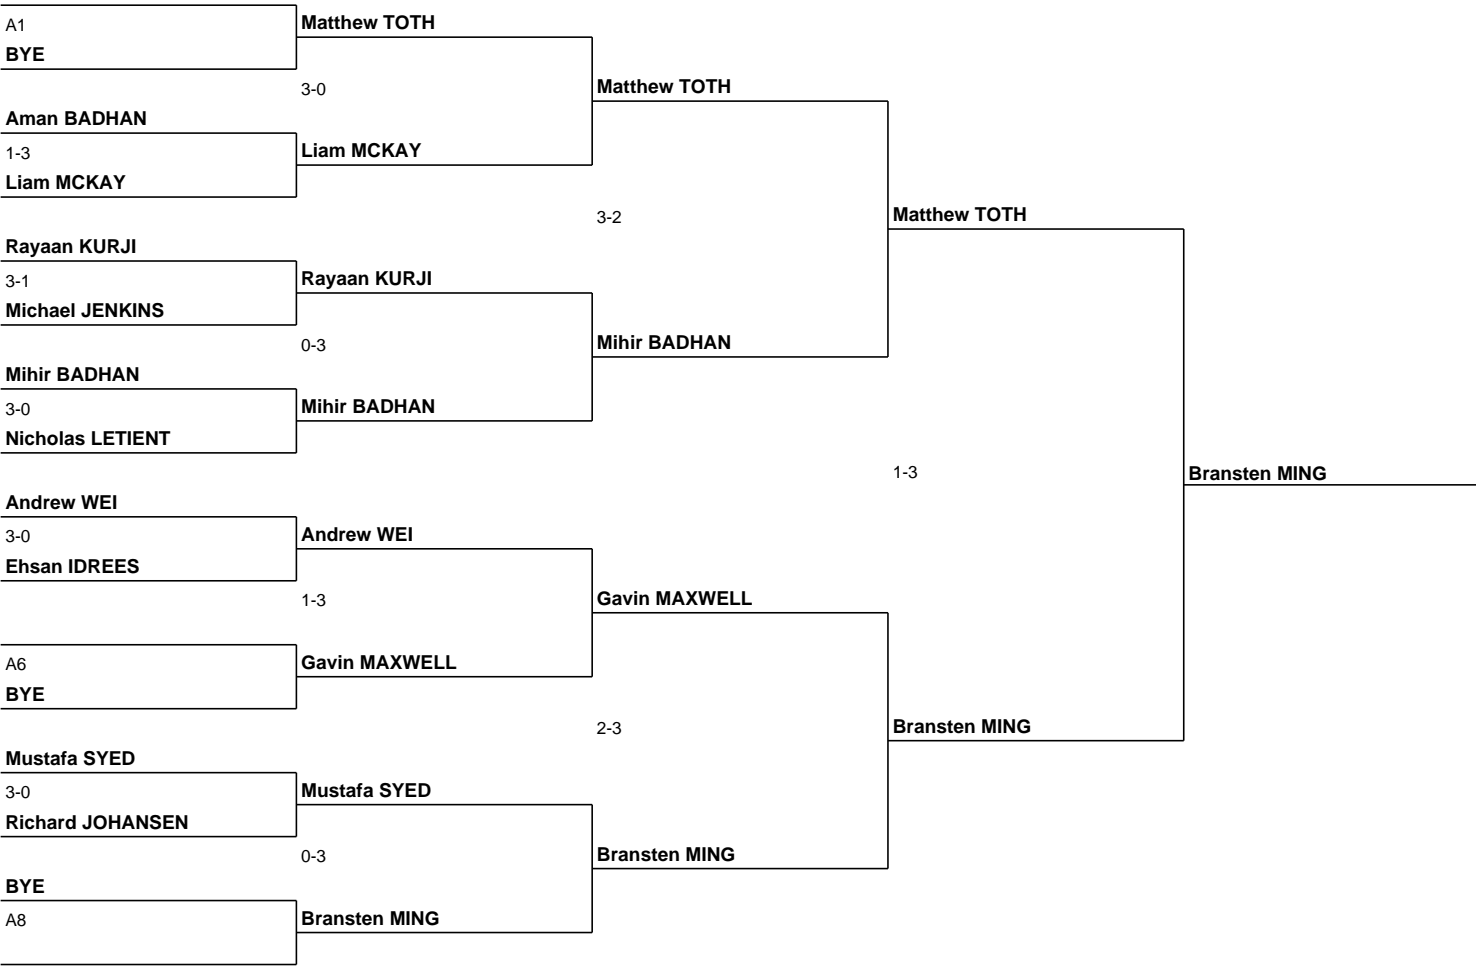 A1
BYE
Aman BADHAN
1-3
Liam MCKAY
Rayaan KURJI
3-1
Michael JENKINS
Mihir BADHAN
3-0
Nicholas LETIENT
Andrew WEI
3-0
Ehsan IDREES
A6
BYE
Mustafa SYED
3-0
Richard JOHANSEN
BYE
A8
Matthew TOTH
3-0
Liam MCKAY
Rayaan KURJI
0-3
Mihir BADHAN
Andrew WEI
1-3
Gavin MAXWELL
Mustafa SYED
0-3
Bransten MING
Matthew TOTH
3-2
Mihir BADHAN
Gavin MAXWELL
2-3
Bransten MING
Matthew TOTH
1-3
Bransten MING
Bransten MING